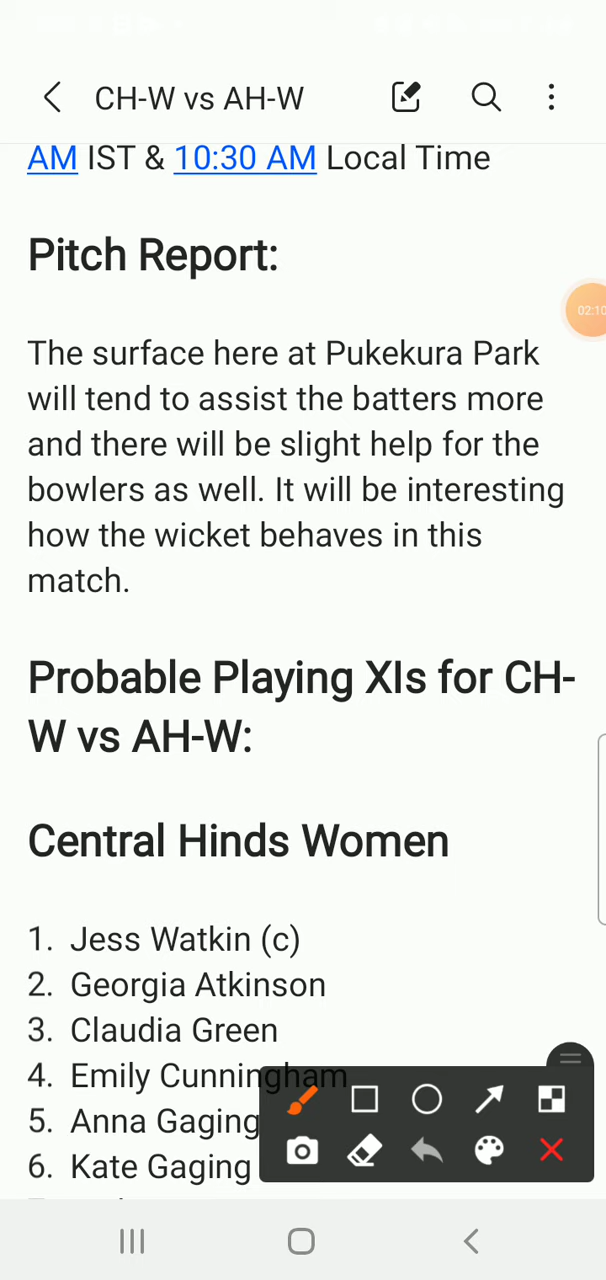 CH-W vs AH-W
AM IST & 10:30 AM Local Time
Pitch Report:
02:10
The surface here at Pukekura Park
will tend to assist the batters more
and there will be slight help for the
bowlers as well. It will be interesting
how the wicket behaves in this
match.
Probable Playing XIs for CH-
W vs AH-W:
Central Hinds Women
1. Jess Watkin (c)
2. Georgia Atkinson
3. Claudia Green
4. Emily Cunningham
5. Anna Gaging
6. Kate Gaging